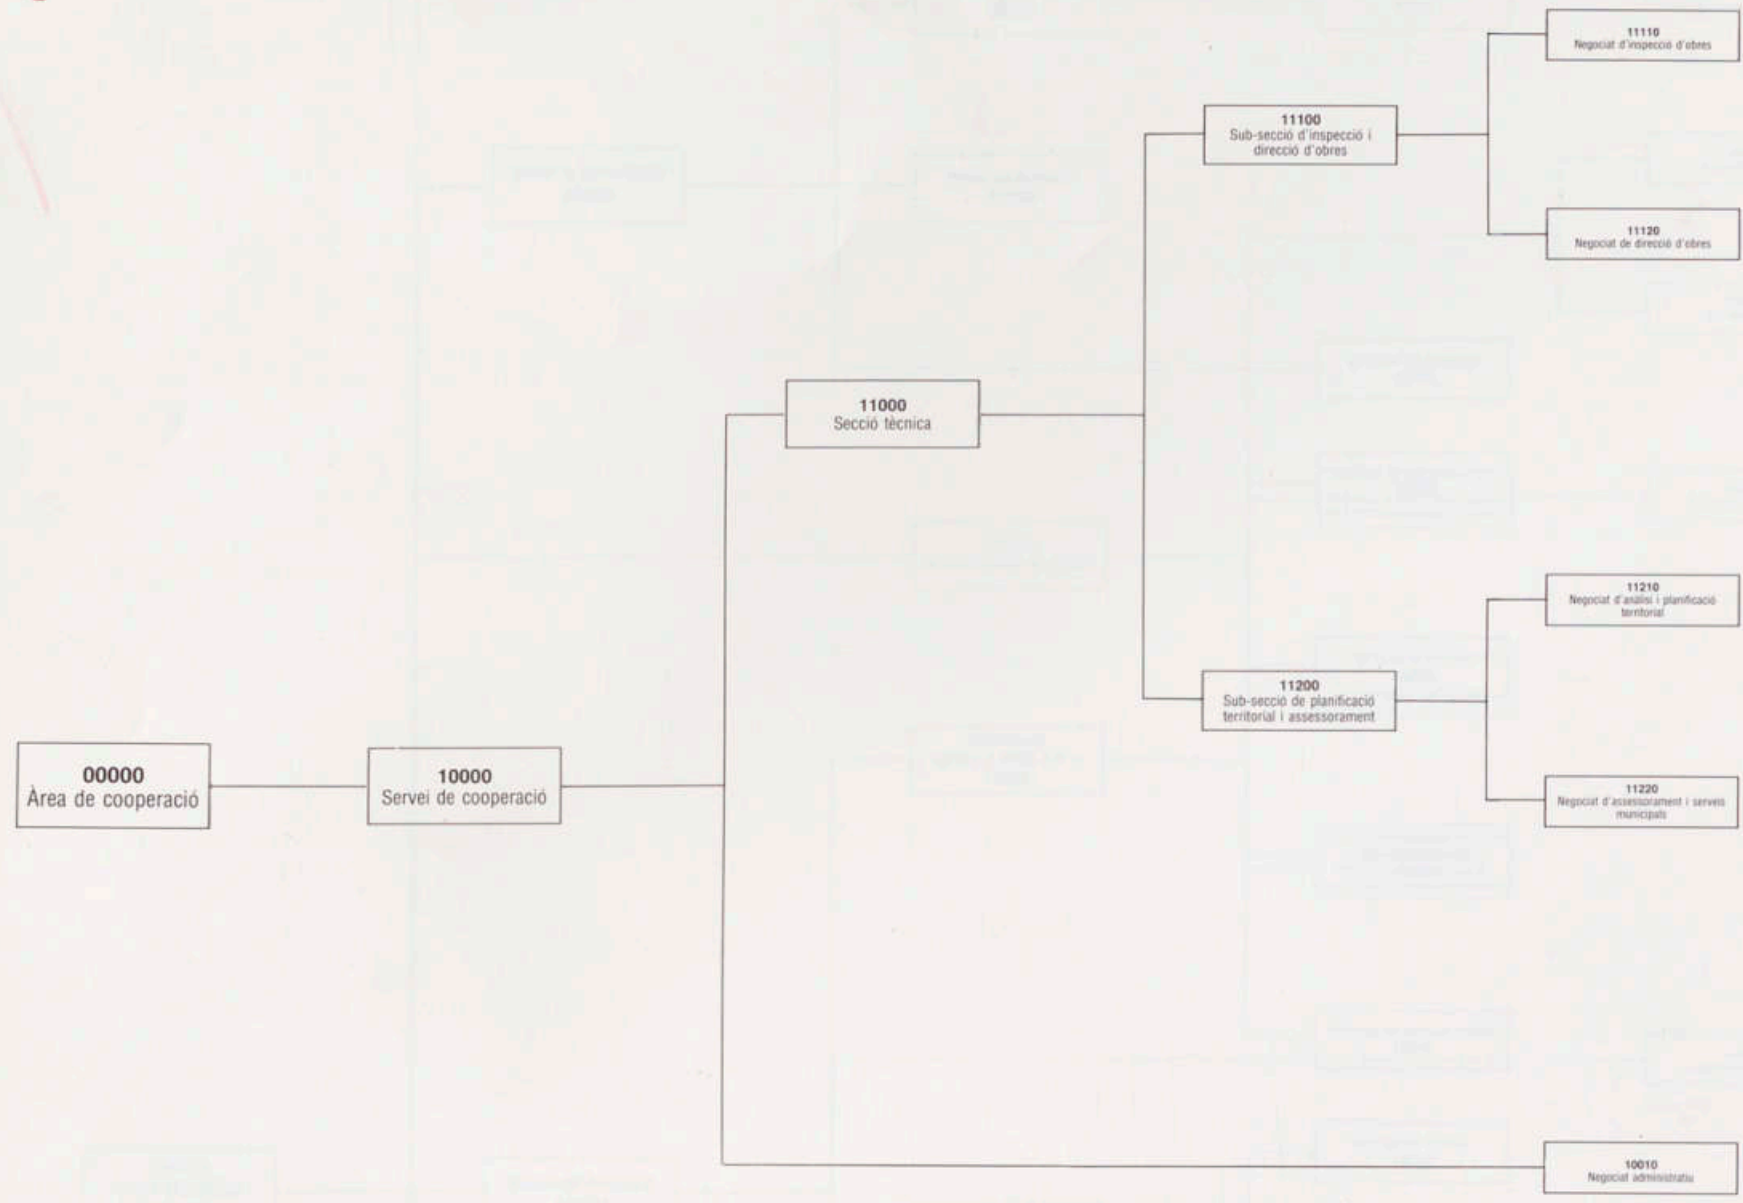 11110
Negociat d'inspecció d'obres
11100
Sub-secció d'inspecció i
direcció d'obres
11120
Negociat de direcció d'obres
11000
Secció tècnica
11210
Negociat d'anàlisi i planificació
territorial
11200
Sub-secció de planificació
territorial i assessorament
00000
Àrea de cooperació
10000
Servei de cooperació
11220
Negociat d'assessorament i serveis
municipals
10010
Negociat administratiu